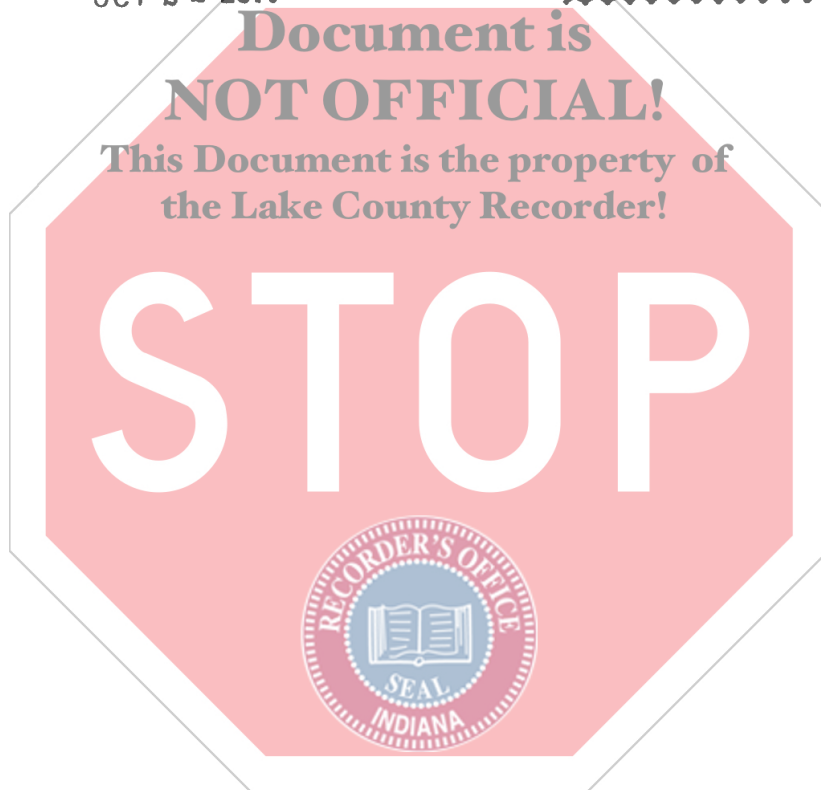 Document is
NOT OFFICIAL!
This Document is the property of
the Lake County Recorder!
STOP
RECORDER'S OFFICE
SEAL
INDIANA